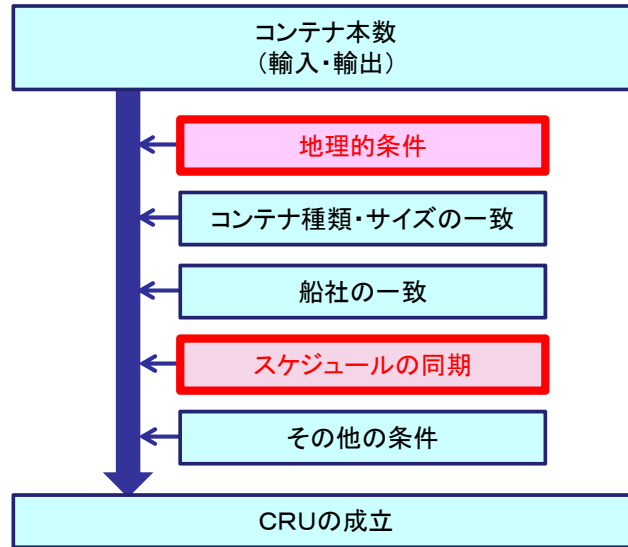 コンテナ本数
（輸入・輸出）
地理的条件
コンテナ種類・サイズの一致
船社の一致
スケジュールの同期
その他の条件
ＣＲＵの成立